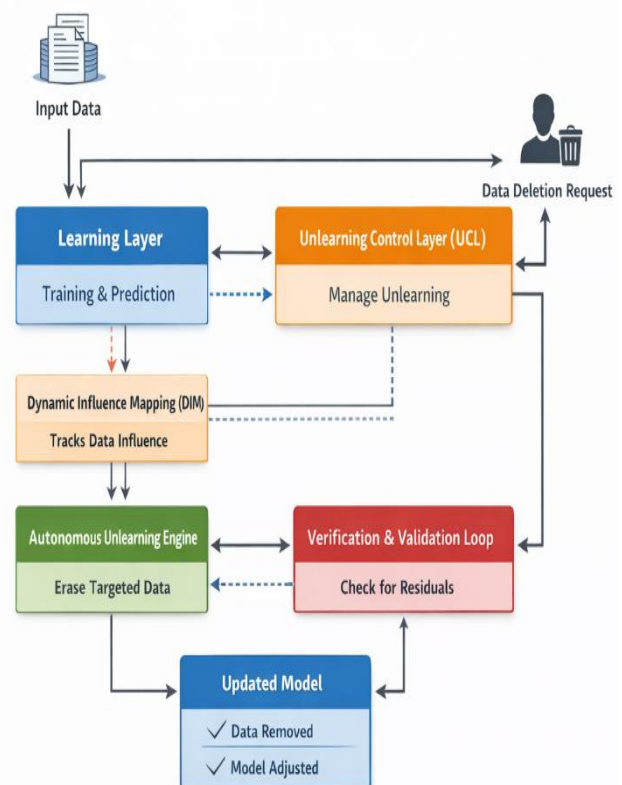 Input Data
Data Deletion Request
Learning Layer
Training & Prediction
Unlearning Control Layer (UCL)
Manage Unlearning
Dynamic Influence Mapping (DIM)
Tracks Data Influence
Autonomous Unlearning Engine
Erase Targeted Data
Verification & Validation Loop
Check for Residuals
Updated Model
Data Removed
Model Adjusted